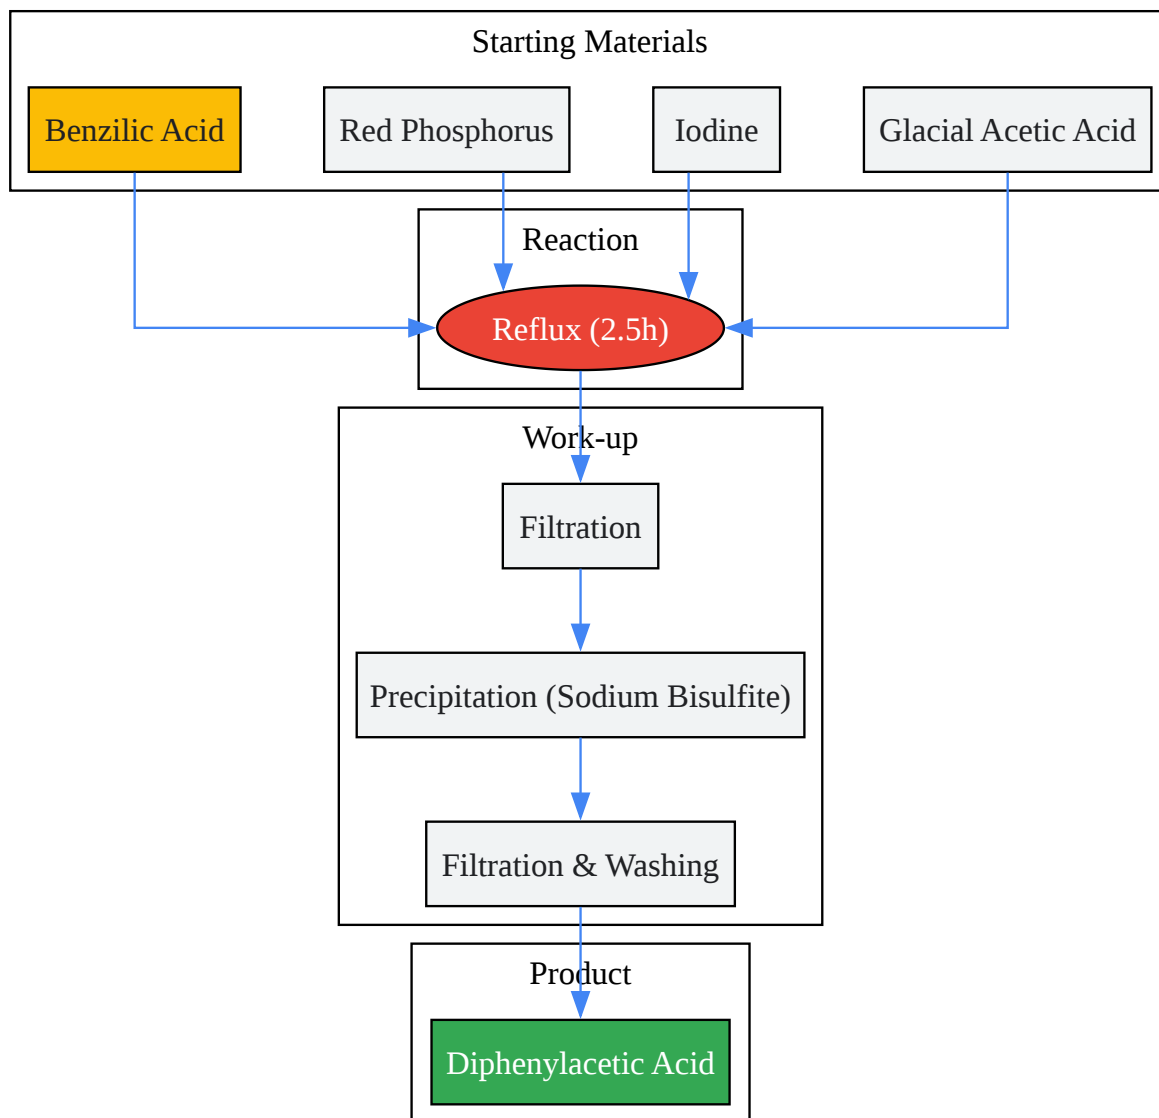 Starting Materials
Benzilic Acid
Red Phosphorus
Iodine
Glacial Acetic Acid
Reaction
Reflux (2.5h)
Work-up
Filtration
Precipitation (Sodium Bisulfite)
Filtration & Washing
Product
Diphenylacetic Acid